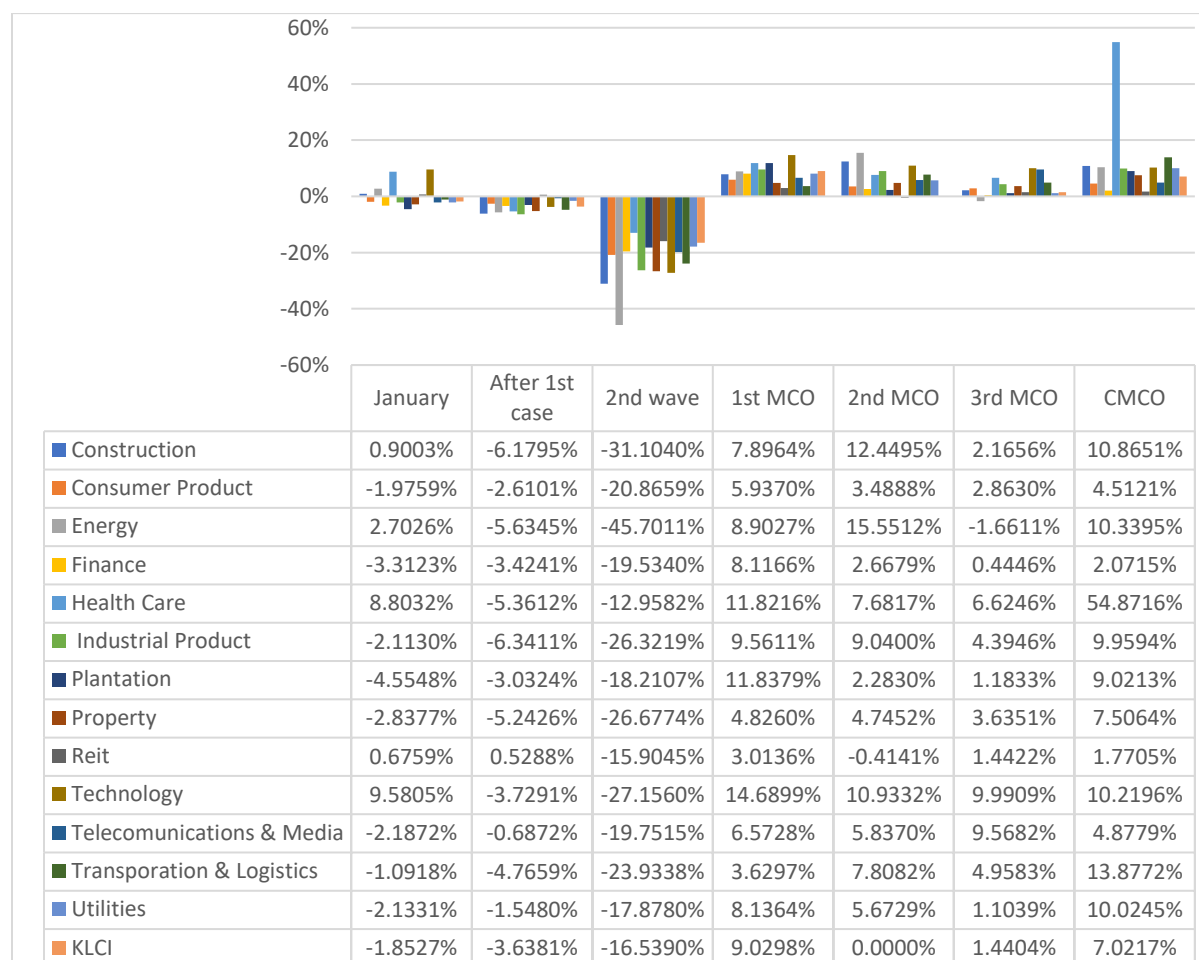 60%
40%
20%
0%
-20%
-40%
-60%
January After 1st case 2nd wave 1st MCO 2nd MCO 3rd MCO CMCO
Construction 0.9003% -6.1795% -31.1040% 7.8964% 12.4495% 2.1656% 10.8651%
Consumer Product -1.9759% -2.6101% -20.8659% 5.9370% 3.4888% 2.8630% 4.5121%
Energy 2.7026% -5.6345% -45.7011% 8.9027% 15.5512% -1.6611% 10.3395%
Finance -3.3123% -3.4241% -19.5340% 8.1166% 2.6679% 0.4446% 2.0715%
Health Care 8.8032% -5.3612% -12.9582% 11.8216% 7.6817% 6.6246% 54.8716%
Industrial Product -2.1130% -6.3411% -26.3219% 9.5611% 9.0400% 4.3946% 9.9594%
Plantation -4.5548% -3.0324% -18.2107% 11.8379% 2.2830% 1.1833% 9.0213%
Property -2.8377% -5.2426% -26.6774% 4.8260% 4.7452% 3.6351% 7.5064%
Reit 0.6759% 0.5288% -15.9045% 3.0136% -0.4141% 1.4422% 1.7705%
Technology 9.5805% -3.7291% -27.1560% 14.6899% 10.9332% 9.9909% 10.2196%
Telecomunications & Media -2.1872% -0.6872% -19.7515% 6.5728% 5.8370% 9.5682% 4.8779%
Transporation & Logistics -1.0918% -4.7659% -23.9338% 3.6297% 7.8082% 4.9583% 13.8772%
Utilities -2.1331% -1.5480% -17.8780% 8.1364% 5.6729% 1.1039% 10.0245%
KLCI -1.8527% -3.6381% -16.5390% 9.0298% 0.0000% 1.4404% 7.0217%